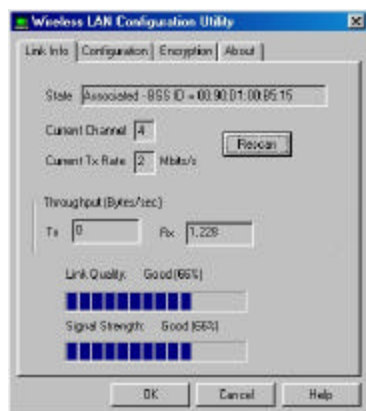 Wireless LAN Configuration Utility
Link Info Configuration Encryption About
State Associated - BSS ID = 00:90:D1:00:B5:15
Current Channel 4
Rescan
Current Tx Rate 2 Mbits/s
Throughput (Bytes/sec)
Tx 0 Rx 1,228
Link Quality: Good (66%)
Signal Strength: Good (66%)
OK Cancel Help